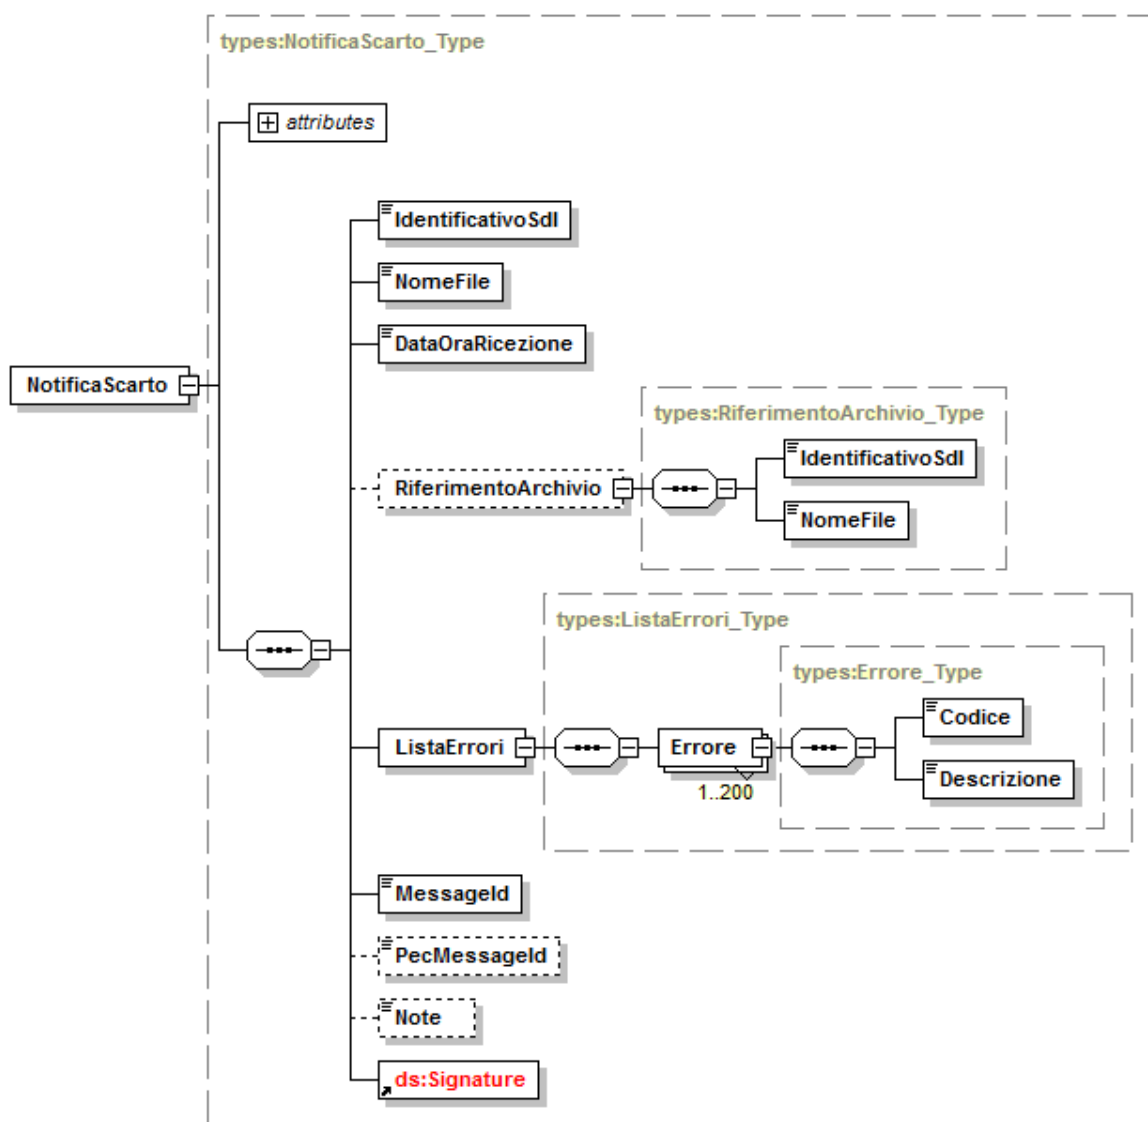 types:NotificaScarto_Type
attributes
IdentificativoSdI
NomeFile
DataOraRicezione
NotificaScarto
types:RiferimentoArchivio_Type
RiferimentoArchivio
IdentificativoSdI
NomeFile
types:ListaErrori_Type
types:Errore_Type
ListaErrori
Errore
1..200
Codice
Descrizione
MessageId
PecMessageId
Note
ds:Signature